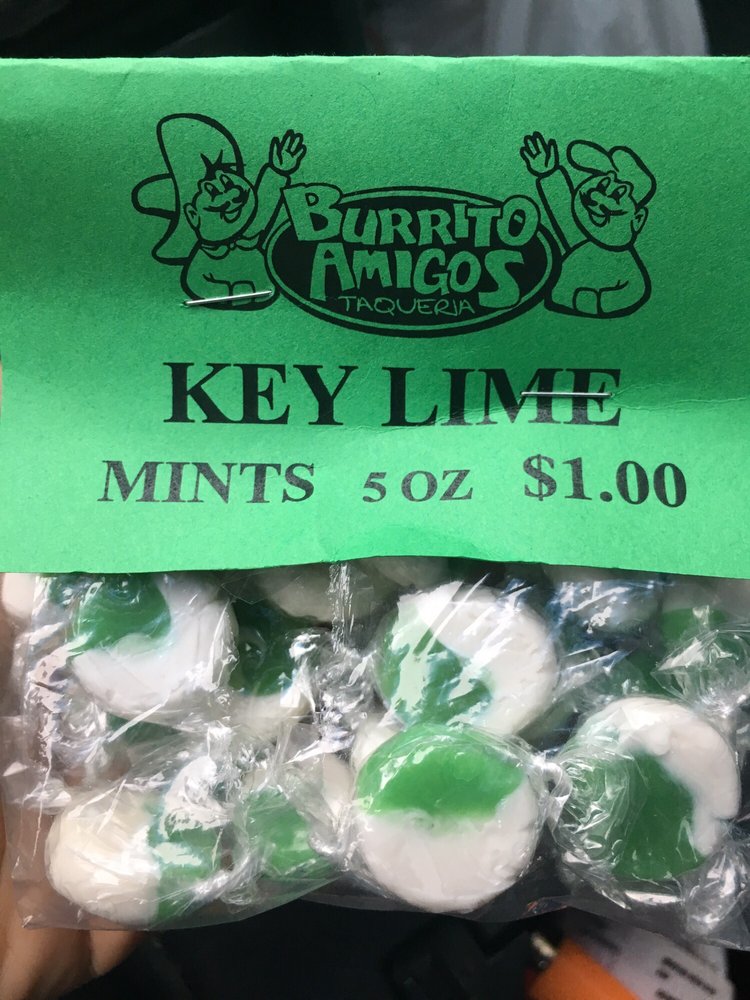 BURRITO
AMIGOS
TAQUERIA
KEY LIME
MINTS 5 OZ $1.00